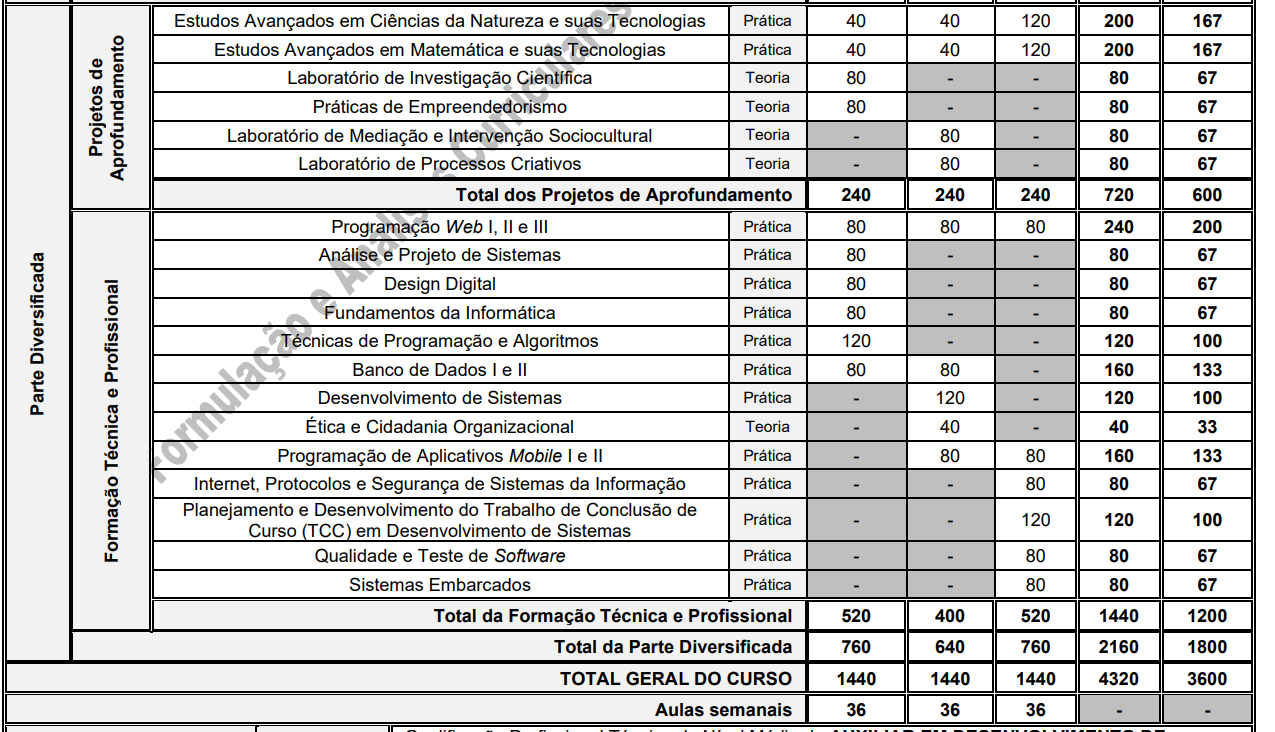 Estudos Avançados em Ciências da Natureza e suas Tecnologias Prática 40 40 120 200 167
Estudos Avançados em Matemática e suas Tecnologias Prática 40 40 120 200 167
Laboratório de Investigação Científica Teoria 80 - - 80 67
Práticas de Empreendedorismo Teoria 80 - - 80 67
Laboratório de Mediação e Intervenção Sociocultural Teoria - 80 - 80 67
Laboratório de Processos Criativos Teoria - 80 - 80 67
Projetos de
Aprofundamento
Total dos Projetos de Aprofundamento 240 240 240 720 600
Parte Diversificada
Formação Técnica e Profissional
Programação Web I, II e III Prática 80 80 80 240 200
Análise e Projeto de Sistemas Prática 80 - - 80 67
Design Digital Prática 80 - - 80 67
Fundamentos da Informática Prática 80 - - 80 67
Técnicas de Programação e Algoritmos Prática 120 - - 120 100
Banco de Dados I e II Prática 80 80 - 160 133
Desenvolvimento de Sistemas Prática - 120 - 120 100
Ética e Cidadania Organizacional Teoria - 40 - 40 33
Programação de Aplicativos Mobile I e II Prática - 80 80 160 133
Internet, Protocolos e Segurança de Sistemas da Informação Prática - - 80 80 67
Planejamento e Desenvolvimento do Trabalho de Conclusão de
Curso (TCC) em Desenvolvimento de Sistemas Prática - - 120 120 100
Qualidade e Teste de Software Prática - - 80 80 67
Sistemas Embarcados Prática - - 80 80 67
Total da Formação Técnica e Profissional 520 400 520 1440 1200
Total da Parte Diversificada 760 640 760 2160 1800
TOTAL GERAL DO CURSO 1440 1440 1440 4320 3600
Aulas semanais 36 36 36 - -
Formulação e Análises Curriculares